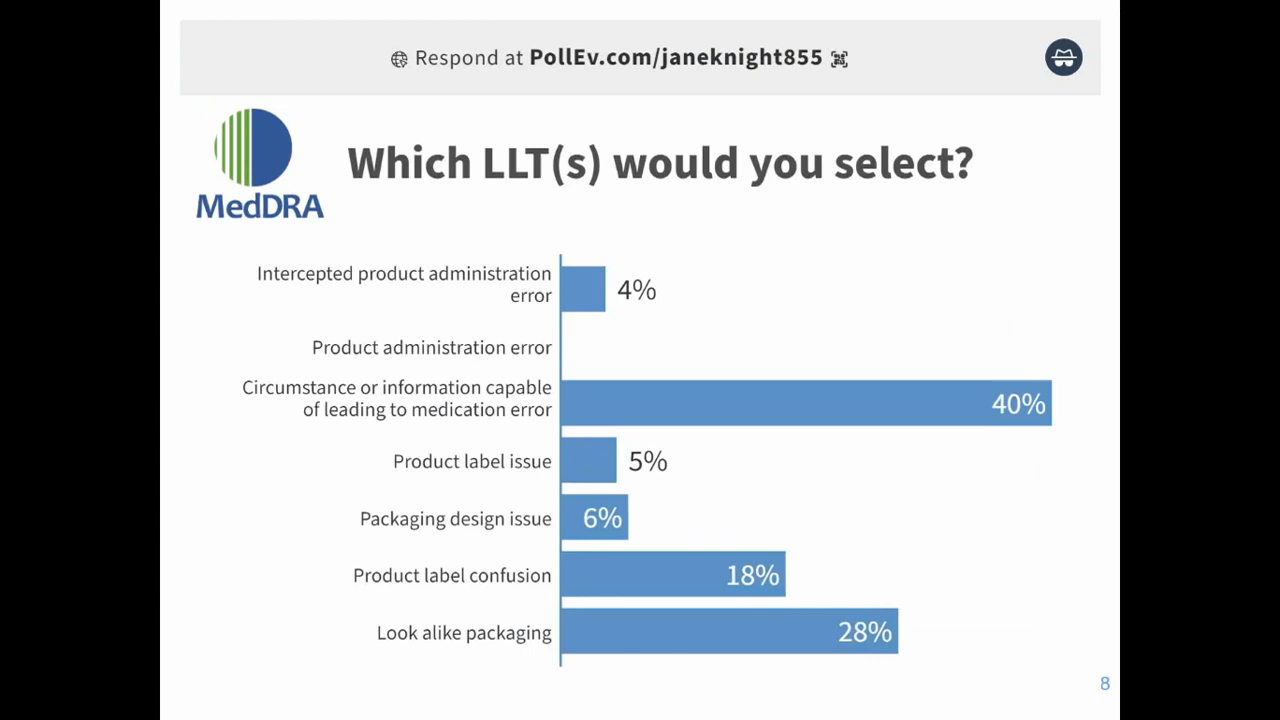 Respond at PollEv.com/janeknight855
MedDRA
Which LLT(s) would you select?
Intercepted product administration
error
4%
Product administration error
Circumstance or information capable
of leading to medication error
40%
Product label issue
5%
Packaging design issue
6%
Product label confusion
18%
Look alike packaging
28%
8